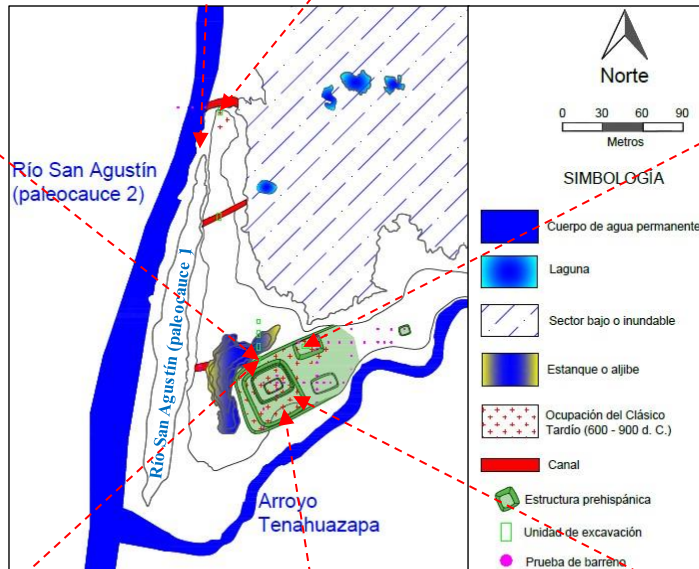 Río San Agustín
(paleocauce 2)
Río San Agustín (paleocauce 1
Arroyo
Tenahuazapa
Norte
0 30 60 90
Metros
SIMBOLOGÍA
Cuerpo de agua permanente
Laguna
Sector bajo o inundable
Estanque o aljibe
Ocupación del Clásico
Tardío (600 - 900 d. C.)
Canal
Estructura prehispánica
Unidad de excavación
Prueba de barreno